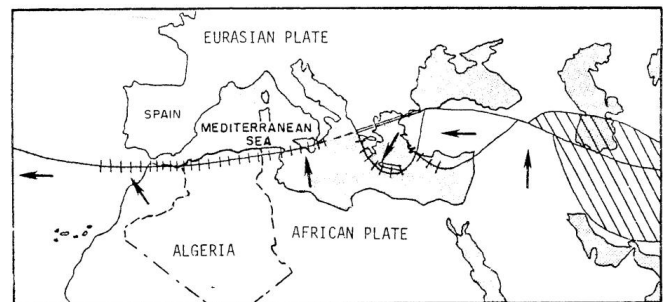 EURASIAN PLATE
SPAIN
MEDITERRANEAN
SEA
ALGERIA
AFRICAN PLATE